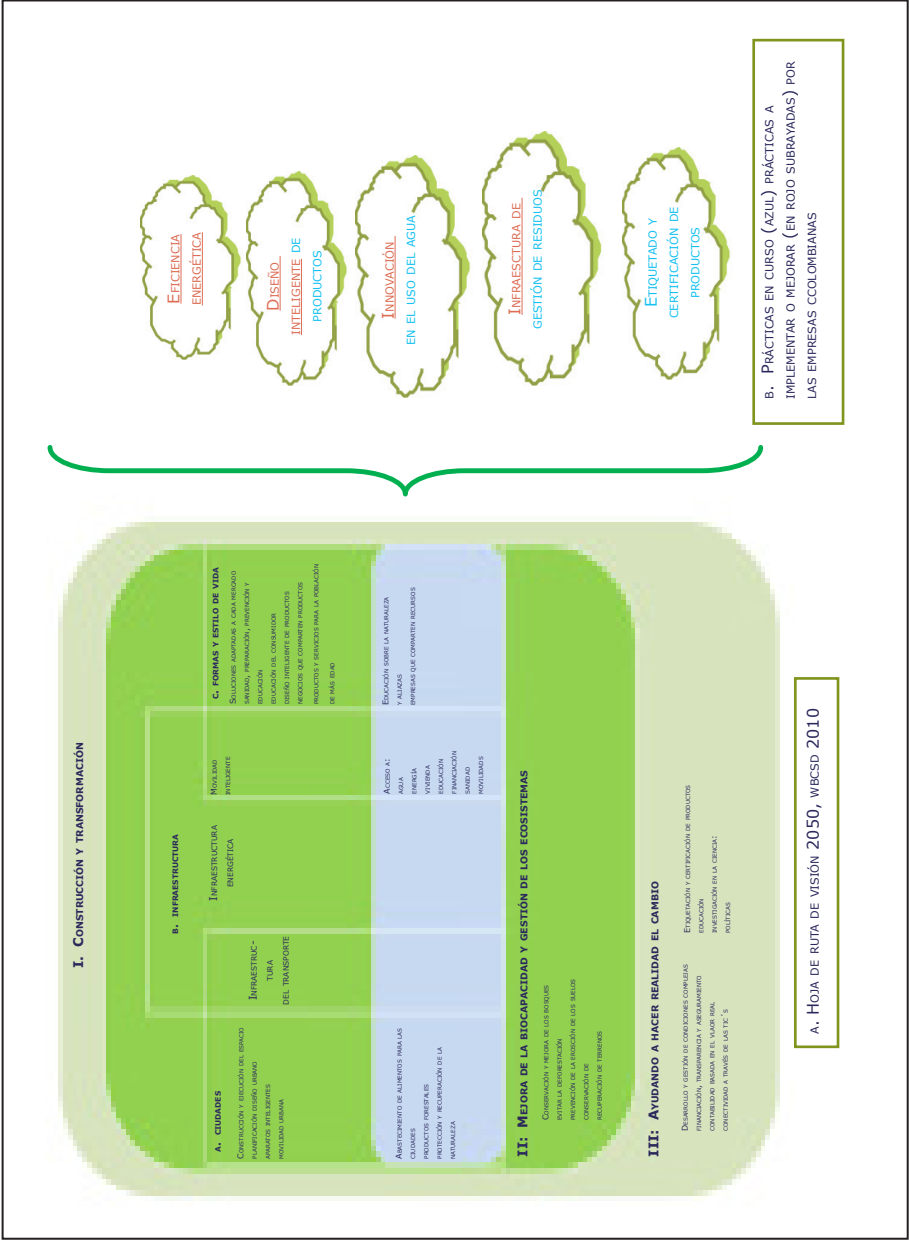 I. Construcción y transformación
B. INFRAESTRUCTURA
A. CIUDADES
Construcción y ejecución del espacio
planificación diseño urbano
aparatos inteligentes
movilidad urbana
Infraestruc-
tura
del transporte
Infraestructura
energética
Movilidad
inteligente
C. FORMAS Y ESTILO DE VIDA
Soluciones adaptadas a cada mercado
sanidad, preparación, prevención y
educación
educación del consumidor
diseño inteligente de productos
negocios que comparten productos
productos y servicios para la población
de más edad
Abastecimiento de alimentos para las
ciudades
productos forestales
protección y recuperación de la
naturaleza
Acceso a:
agua
energía
vivienda
educación
financiación
sanidad
movilidads
Educación sobre la naturaleza
y aliazas
empresas que comparten recursos
II: Mejora de la biocapacidad y gestión de los ecosistemas
Conservación y mejora de los bosques
evitar la deforestación
prevención de la erosición de los suelos
conservación de
recuperación de terrenos
III: Ayudando a hacer realidad el cambio
Desarrollo y gestión de condiciones complejas
financiación, transparencia y aseguramiento
contabilidad basada en el vlaor real
conectividad a través de las tic´s
Etiquetación y certificación de productos
educación
investigación en la ciencia:
políticas
A. Hoja de ruta de visión 2050, wbcsd 2010
Eficiencia
energética
Diseño
inteligente de
productos
Innovación
en el uso del agua
Infraesctura de
gestión de residuos
Etiquetado y
certificación de
productos
B. Prácticas en curso (azul) prácticas a
implementar o mejorar (en rojo subrayadas) por
las empresas ccolombianas